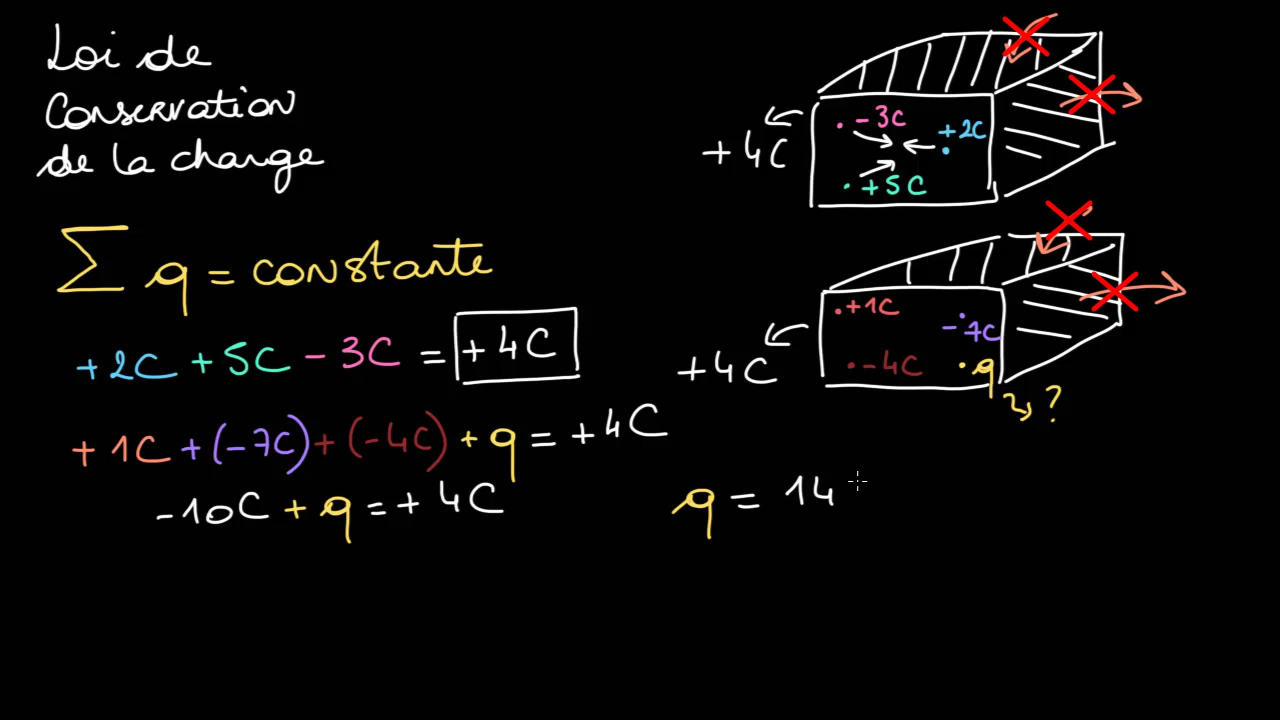 Loi de
Conservation
de la charge
∑ q = constante
+2C +5C -3C = +4C
+1C +(-7C) +(-4C) +q = +4C
-10C + q = + 4C
q = 14
-3C
+2C
+5C
+4C
+1C
-7C
-4C
q
?
+4C